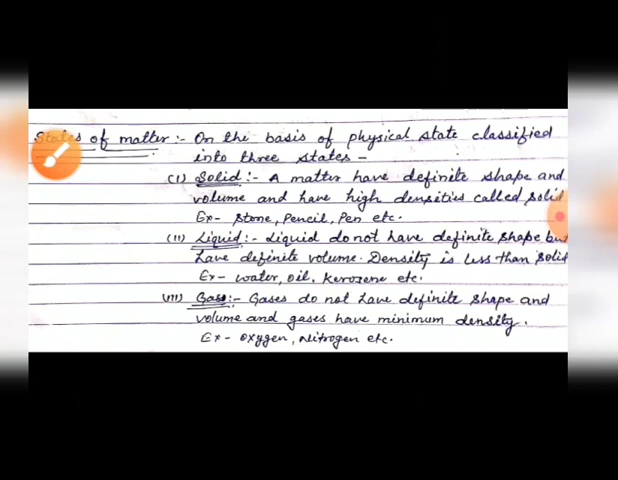 States of matter :- On the basis of physical state classified
into three states -
(I) Solid :- A matter have definite shape and
volume and have high densities called solid
Ex- Stone, Pencil, Pen etc.
(II) Liquid :- Liquid do not have definite shape but
have definite volume. Density is less than solid
Ex- water, oil, kerosene etc.
(III) Gas :- Gases do not have definite shape and
volume and gases have minimum density.
Ex- oxygen, Nitrogen etc.